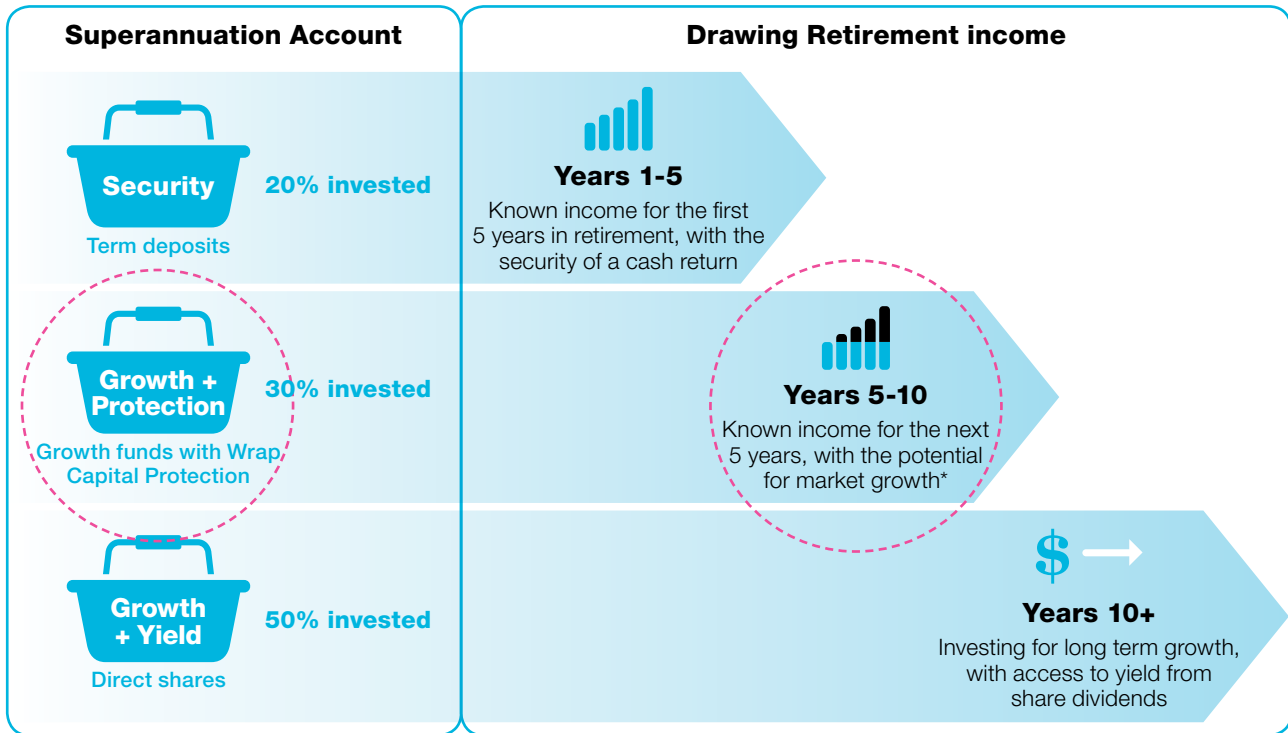 Superannuation Account
Drawing Retirement income
Security
20% invested
Term deposits
Years 1-5
Known income for the first
5 years in retirement, with the
security of a cash return
Growth +
Protection
30% invested
Growth funds with Wrap
Capital Protection
Years 5-10
Known income for the next
5 years, with the potential
for market growth*
Growth
+ Yield
50% invested
Direct shares
$
Years 10+
Investing for long term growth,
with access to yield from
share dividends